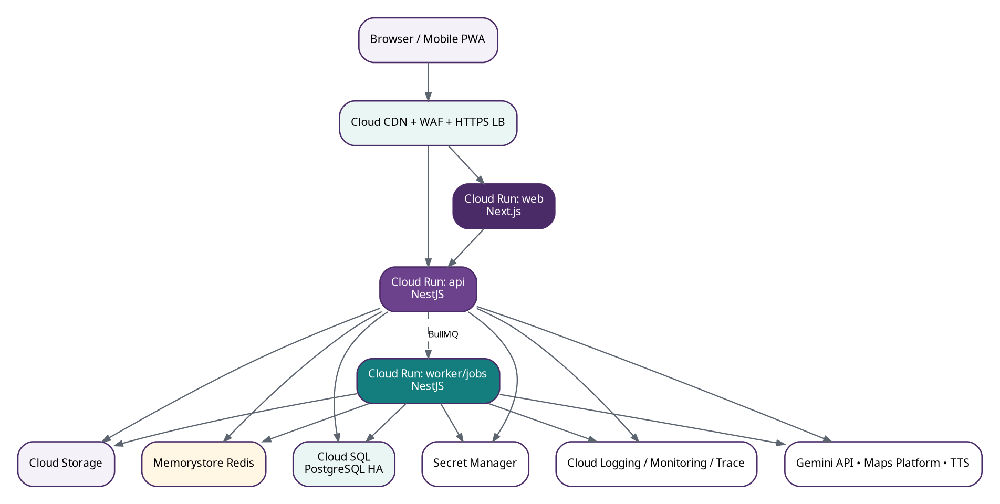 Browser / Mobile PWA
Cloud CDN + WAF + HTTPS LB
Cloud Run: web
Next.js
Cloud Run: api
NestJS
BullMQ
Cloud Run: worker/jobs
NestJS
Cloud Storage
Memorystore Redis
Cloud SQL
PostgreSQL HA
Secret Manager
Cloud Logging / Monitoring / Trace
Gemini API • Maps Platform • TTS